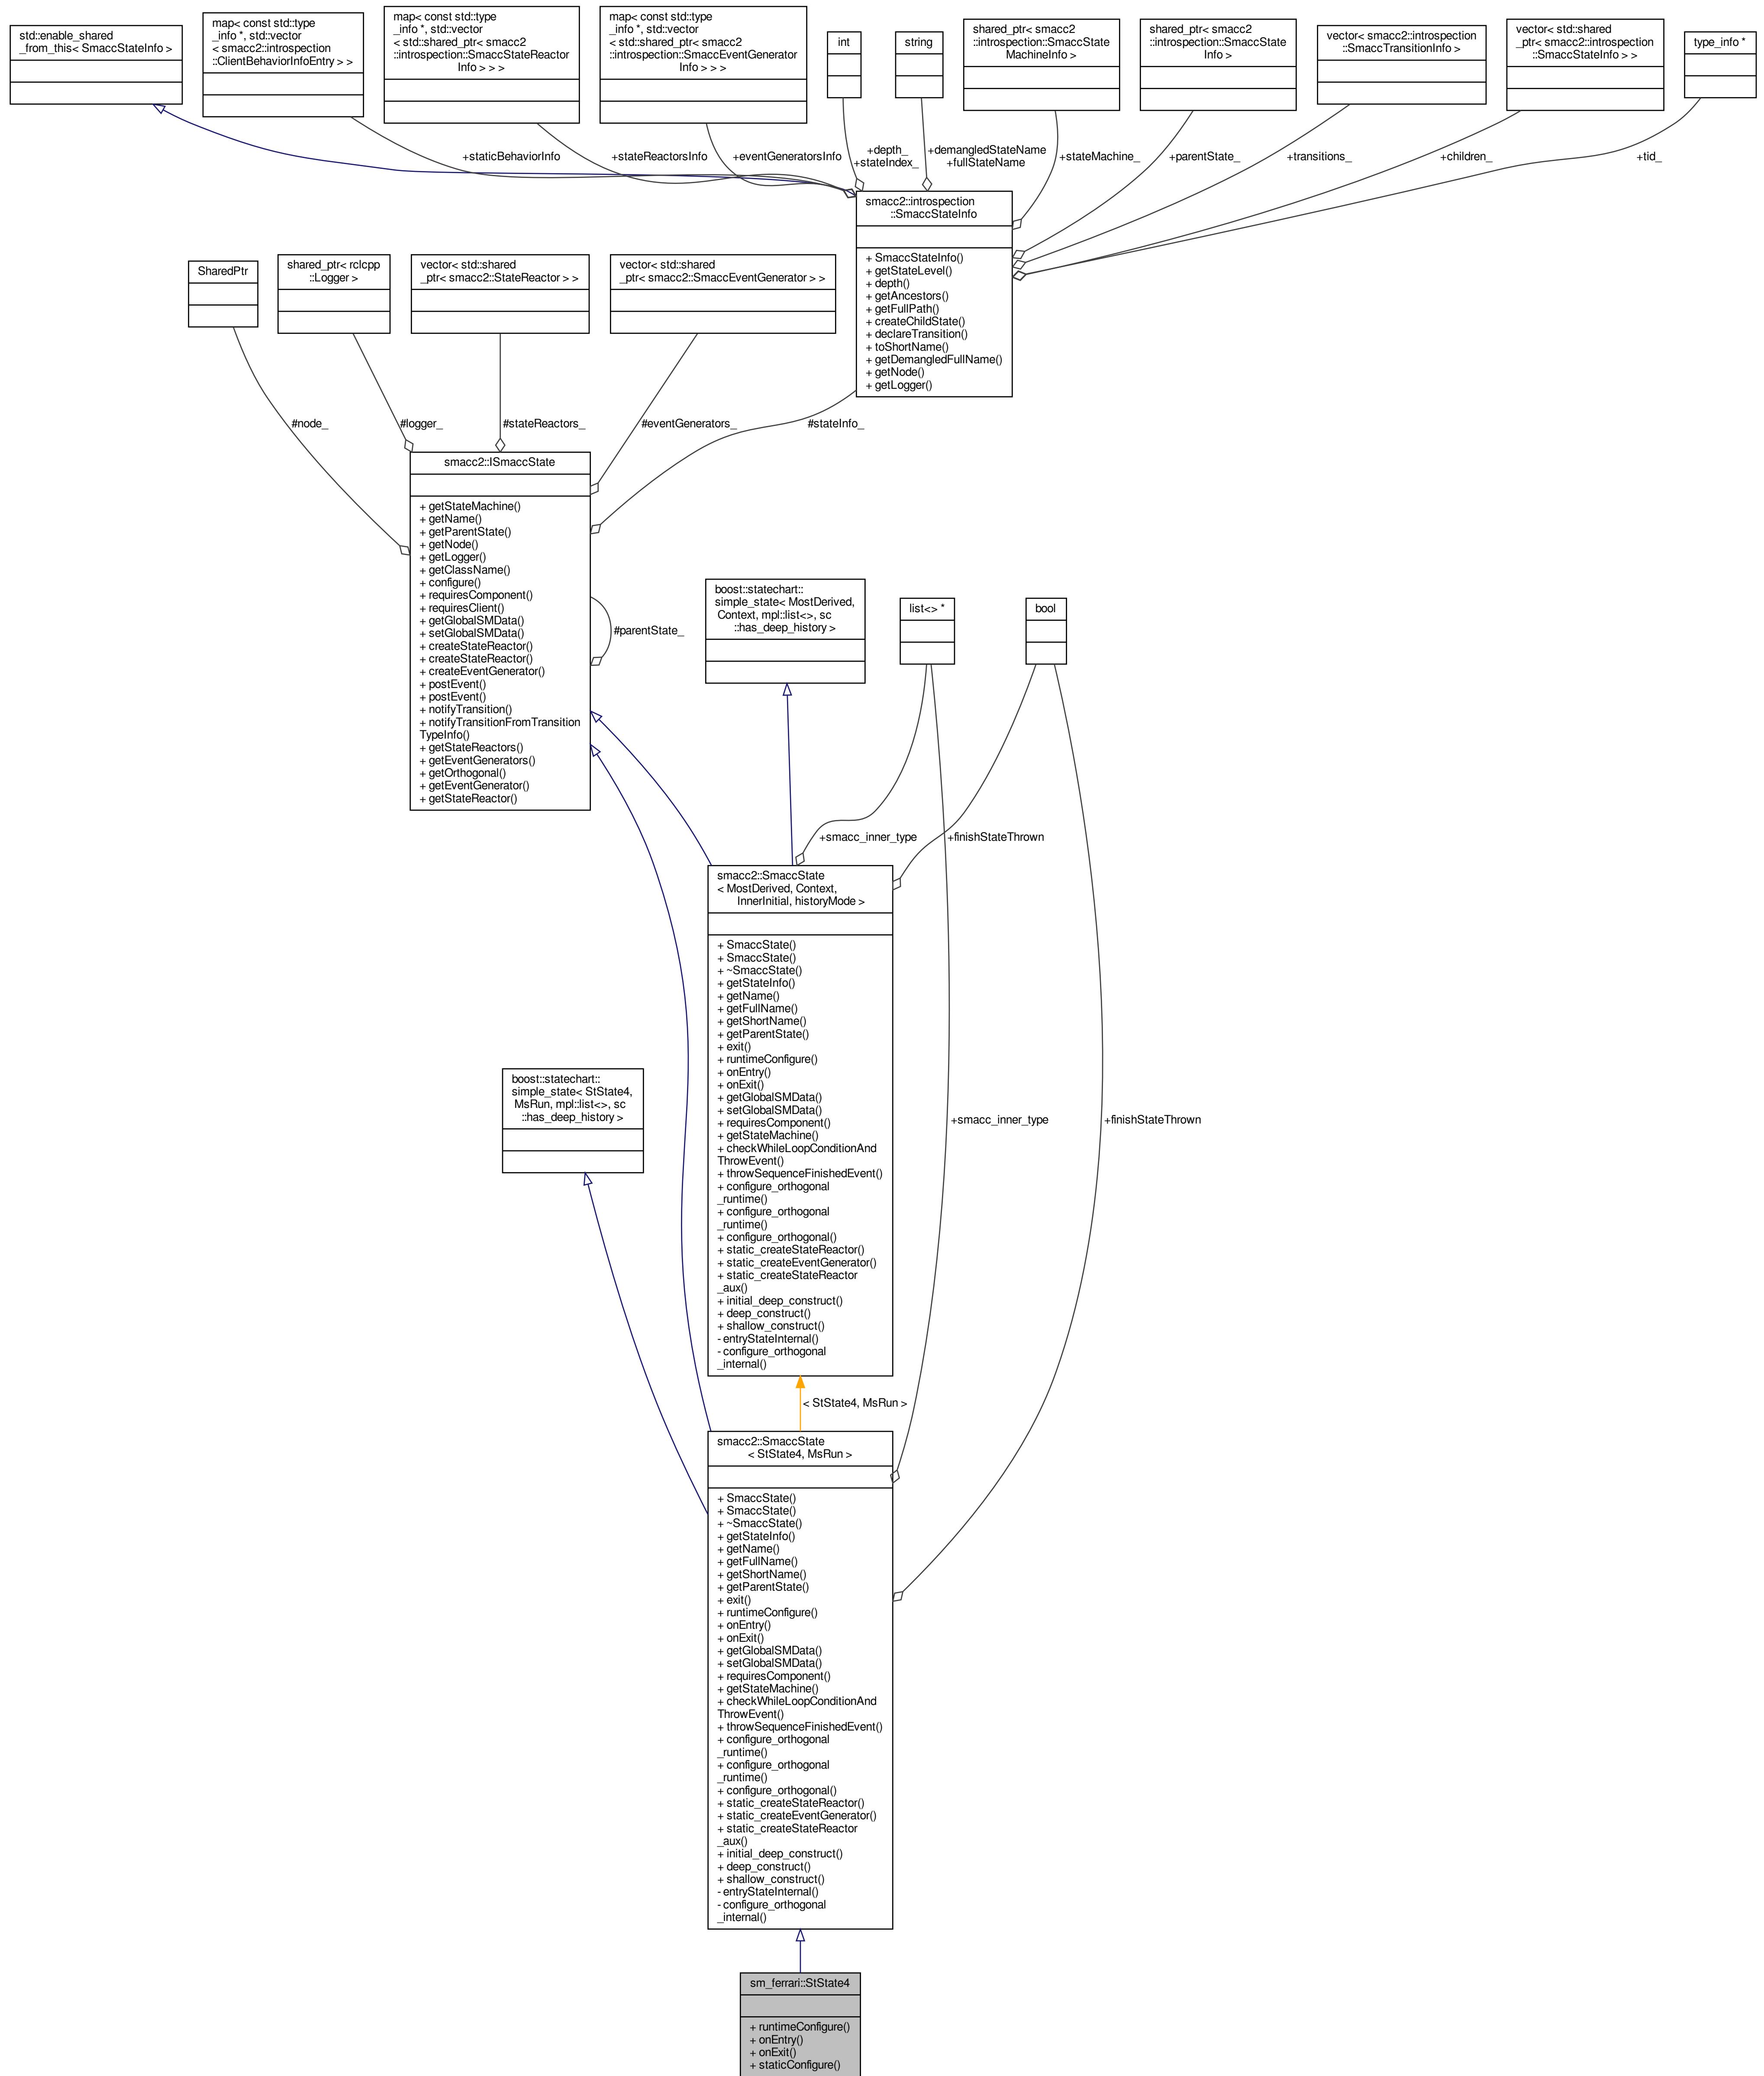 std::enable_shared
_from_this< SmaccStateInfo >
map< const std::type
_info *, std::vector
< smacc2::introspection
::ClientBehaviorInfoEntry > >
map< const std::type
_info *, std::vector
< std::shared_ptr< smacc2
::introspection::SmaccStateReactor
Info > > >
map< const std::type
_info *, std::vector
< std::shared_ptr< smacc2
::introspection::SmaccEventGenerator
Info > > >
int
string
shared_ptr< smacc2
::introspection::SmaccState
MachineInfo >
shared_ptr< smacc2
::introspection::SmaccState
Info >
vector< smacc2::introspection
::SmaccTransitionInfo >
vector< std::shared
_ptr< smacc2::introspection
::SmaccStateInfo > >
type_info *
+staticBehaviorInfo
+stateReactorsInfo
+eventGeneratorsInfo
+depth_
+stateIndex_
+demangledStateName
+fullStateName
+stateMachine_
+parentState_
+transitions_
+children_
+tid_
smacc2::introspection
::SmaccStateInfo
+ SmaccStateInfo()
+ getStateLevel()
+ depth()
+ getAncestors()
+ getFullPath()
+ createChildState()
+ declareTransition()
+ toShortName()
+ getDemangledFullName()
+ getNode()
+ getLogger()
SharedPtr
shared_ptr< rclcpp
::Logger >
vector< std::shared
_ptr< smacc2::StateReactor > >
vector< std::shared
_ptr< smacc2::SmaccEventGenerator > >
#node_
#logger_
#stateReactors_
#eventGenerators_
#stateInfo_
smacc2::ISmaccState
+ getStateMachine()
+ getName()
+ getParentState()
+ getNode()
+ getLogger()
+ getClassName()
+ configure()
+ requiresComponent()
+ requiresClient()
+ getGlobalSMData()
+ setGlobalSMData()
+ createStateReactor()
+ createStateReactor()
+ createEventGenerator()
+ postEvent()
+ postEvent()
+ notifyTransition()
+ notifyTransitionFromTransition
TypeInfo()
+ getStateReactors()
+ getEventGenerators()
+ getOrthogonal()
+ getEventGenerator()
+ getStateReactor()
#parentState_
boost::statechart::
simple_state< MostDerived,
Context, mpl::list<>, sc
::has_deep_history >
list<> *
bool
+smacc_inner_type
+finishStateThrown
smacc2::SmaccState
< MostDerived, Context,
InnerInitial, historyMode >
+ SmaccState()
+ SmaccState()
+ ~SmaccState()
+ getStateInfo()
+ getName()
+ getFullName()
+ getShortName()
+ getParentState()
+ exit()
+ runtimeConfigure()
+ onEntry()
+ onExit()
+ getGlobalSMData()
+ setGlobalSMData()
+ requiresComponent()
+ getStateMachine()
+ checkWhileLoopConditionAnd
ThrowEvent()
+ throwSequenceFinishedEvent()
+ configure_orthogonal
_runtime()
+ configure_orthogonal
_runtime()
+ configure_orthogonal()
+ static_createStateReactor()
+ static_createEventGenerator()
+ static_createStateReactor
_aux()
+ initial_deep_construct()
+ deep_construct()
+ shallow_construct()
- entryStateInternal()
- configure_orthogonal
_internal()
boost::statechart::
simple_state< StState4,
MsRun, mpl::list<>, sc
::has_deep_history >
+smacc_inner_type
+finishStateThrown
< StState4, MsRun >
smacc2::SmaccState
< StState4, MsRun >
+ SmaccState()
+ SmaccState()
+ ~SmaccState()
+ getStateInfo()
+ getName()
+ getFullName()
+ getShortName()
+ getParentState()
+ exit()
+ runtimeConfigure()
+ onEntry()
+ onExit()
+ getGlobalSMData()
+ setGlobalSMData()
+ requiresComponent()
+ getStateMachine()
+ checkWhileLoopConditionAnd
ThrowEvent()
+ throwSequenceFinishedEvent()
+ configure_orthogonal
_runtime()
+ configure_orthogonal
_runtime()
+ configure_orthogonal()
+ static_createStateReactor()
+ static_createEventGenerator()
+ static_createStateReactor
_aux()
+ initial_deep_construct()
+ deep_construct()
+ shallow_construct()
- entryStateInternal()
- configure_orthogonal
_internal()
sm_ferrari::StState4
+ runtimeConfigure()
+ onEntry()
+ onExit()
+ staticConfigure()